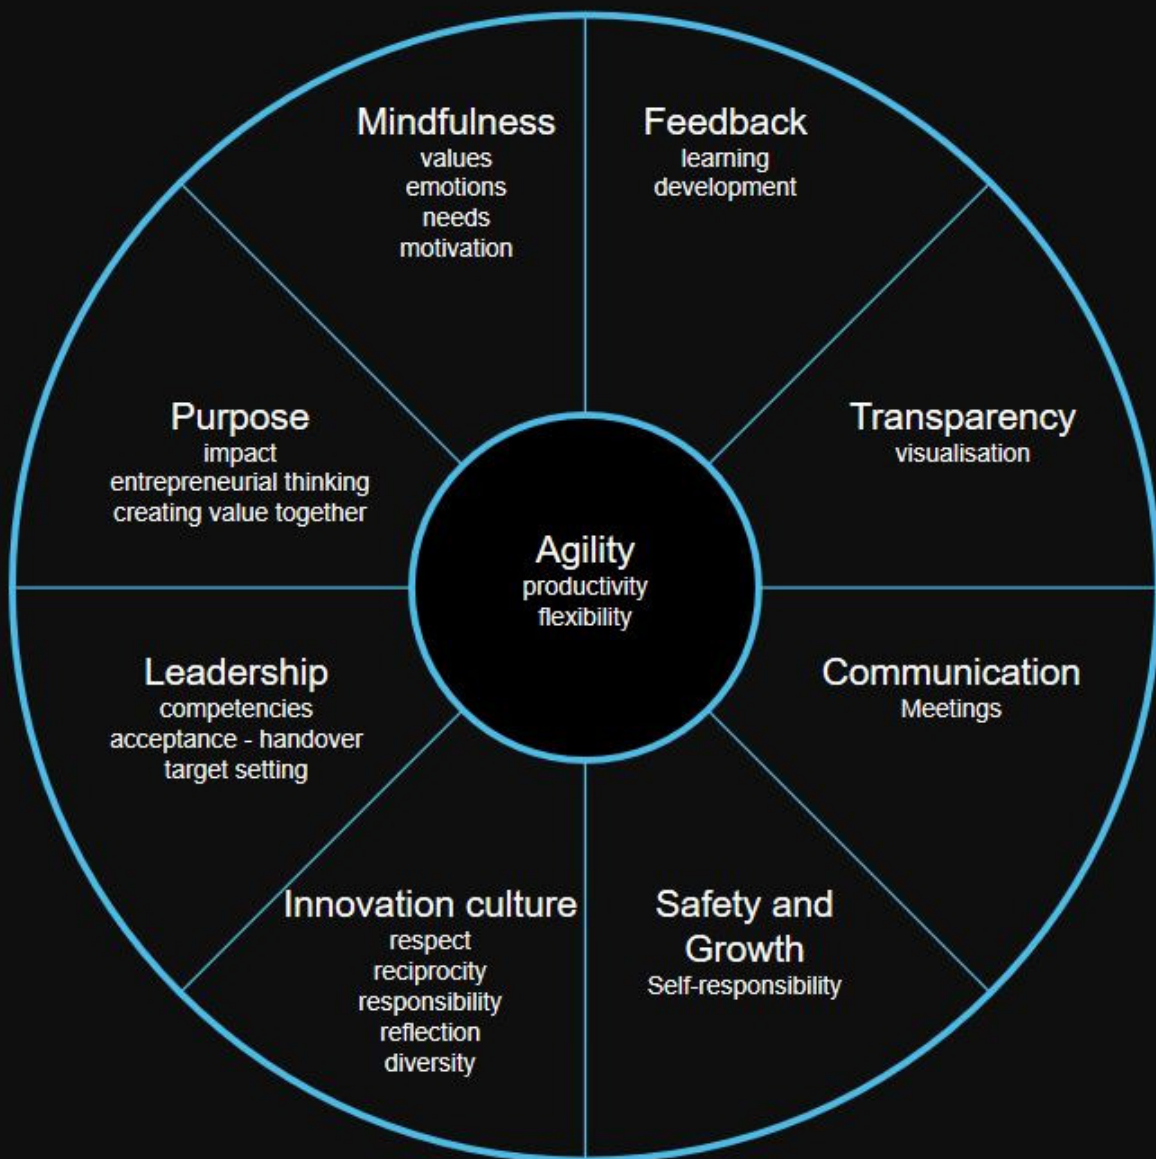 Mindfulness
values
emotions
needs
motivation
Feedback
learning
development
Purpose
impact
entrepreneurial thinking
creating value together
Transparency
visualisation
Agility
productivity
flexibility
Leadership
competencies
acceptance - handover
target setting
Communication
Meetings
Innovation culture
respect
reciprocity
responsibility
reflection
diversity
Safety and
Growth
Self-responsibility